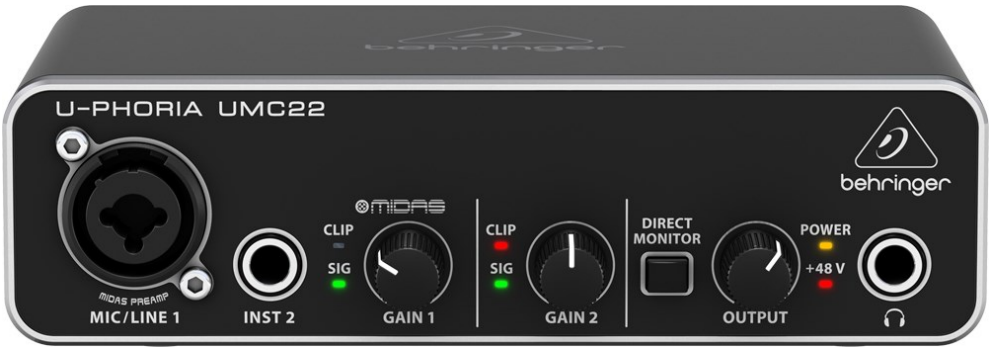 behringer
U-PHORIA UMC22
behringer
MIDAS
CLIP
SIG
CLIP
SIG
DIRECT
MONITOR
POWER
+48 V
MIDAS PREAMP
MIC/LINE 1
INST 2
GAIN 1
GAIN 2
OUTPUT